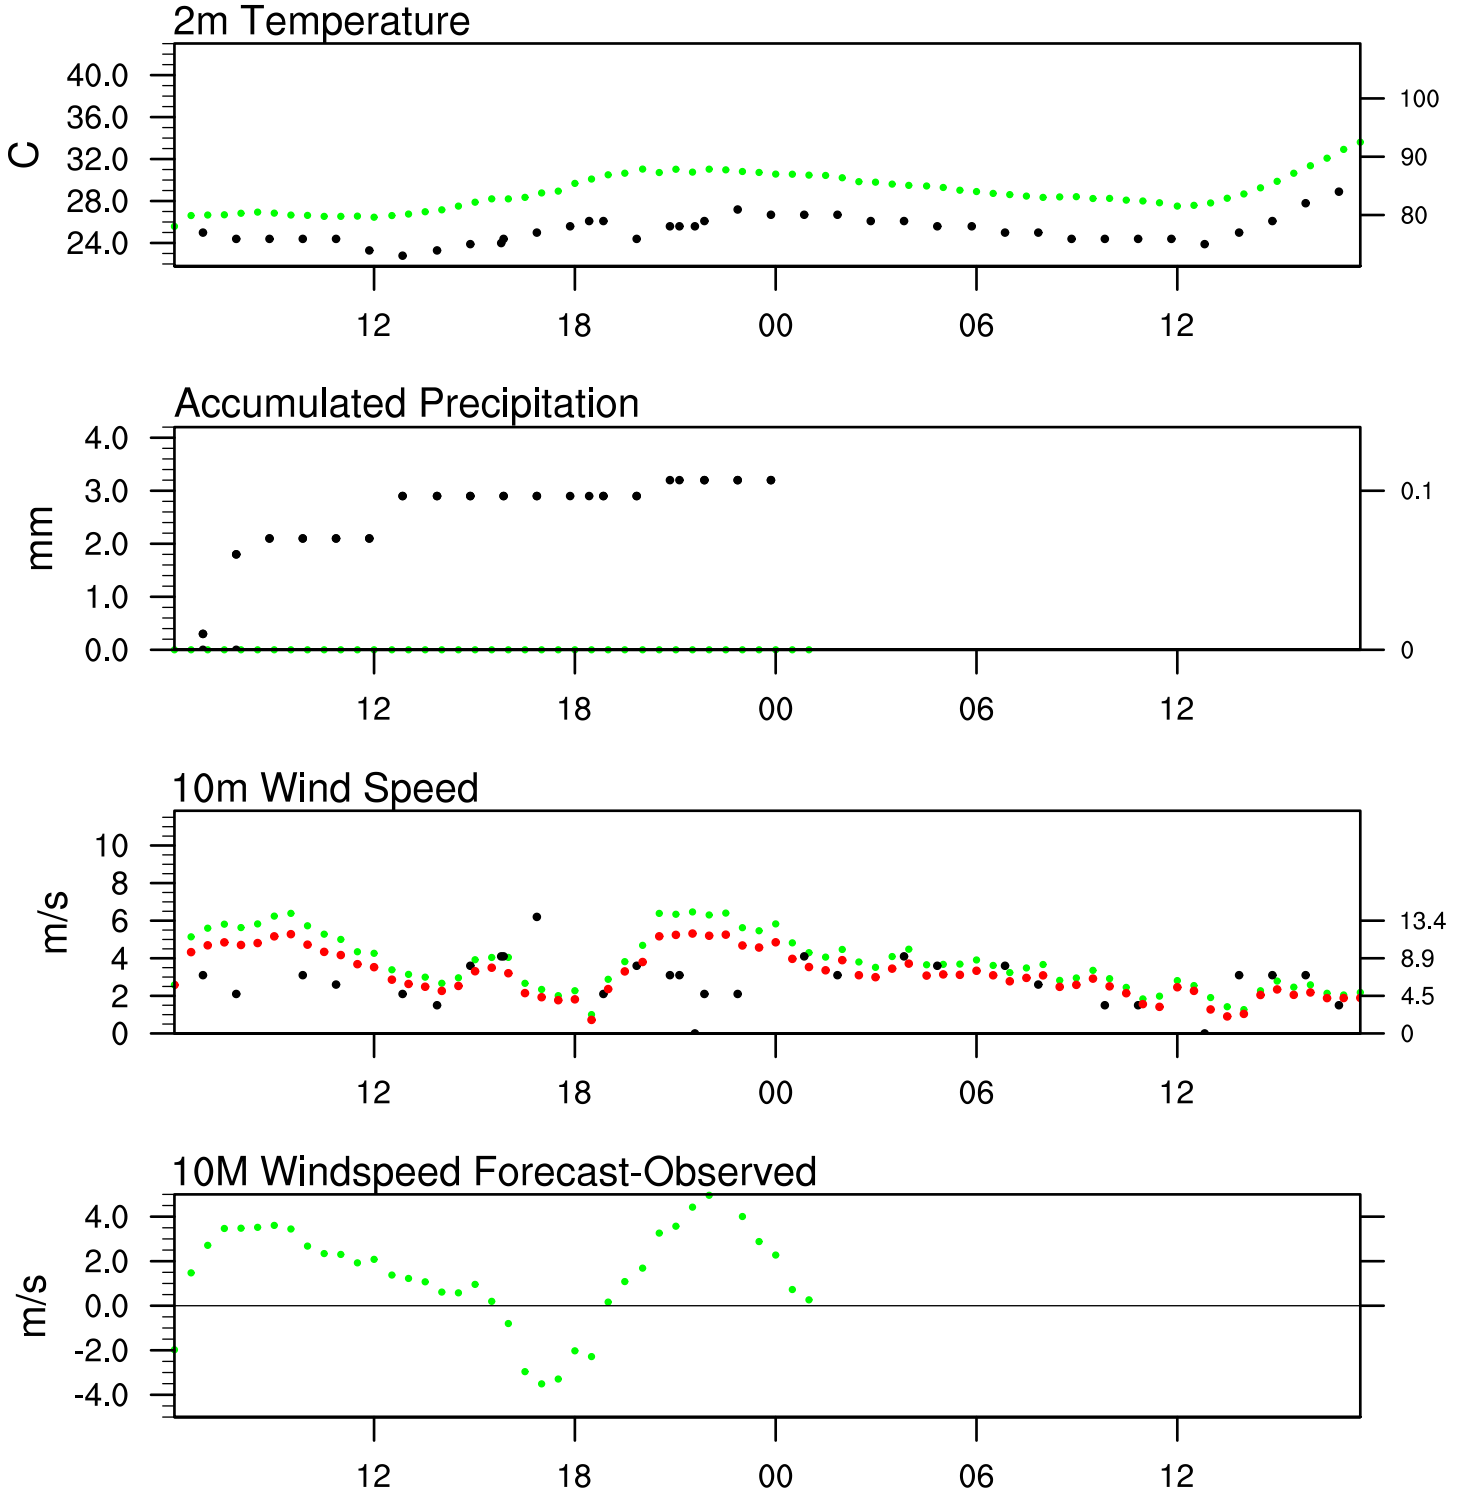 2m Temperature
40.0
36.0
32.0
28.0
24.0
C
100
90
80
12 18 00 06 12
Accumulated Precipitation
4.0
3.0
2.0
1.0
0.0
mm
0.1
0
12 18 00 06 12
10m Wind Speed
10
8
6
4
2
0
m/s
13.4
8.9
4.5
0
12 18 00 06 12
10M Windspeed Forecast-Observed
4.0
2.0
0.0
-2.0
-4.0
m/s
12 18 00 06 12